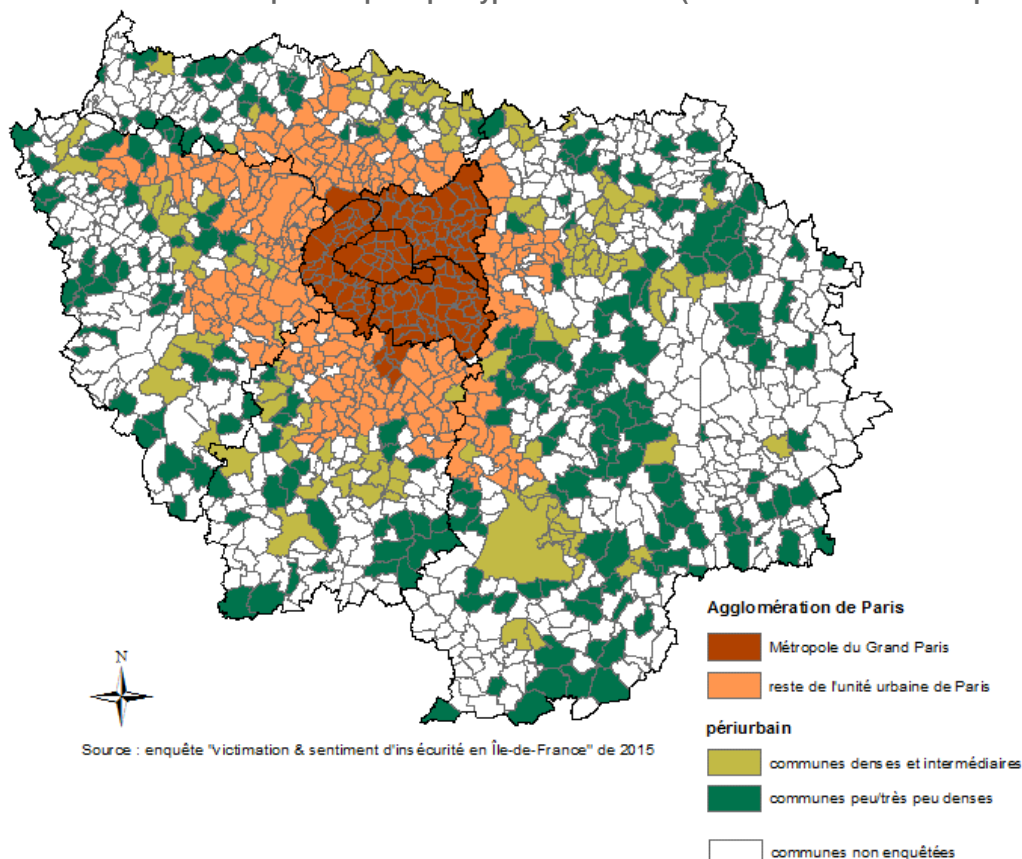 N
Source : enquête "victimation & sentiment d'insécurité en Île-de-France" de 2015
Agglomération de Paris
Métropole du Grand Paris
reste de l'unité urbaine de Paris
périurbain
communes denses et intermédiaires
communes peu/très peu denses
communes non enquêtées